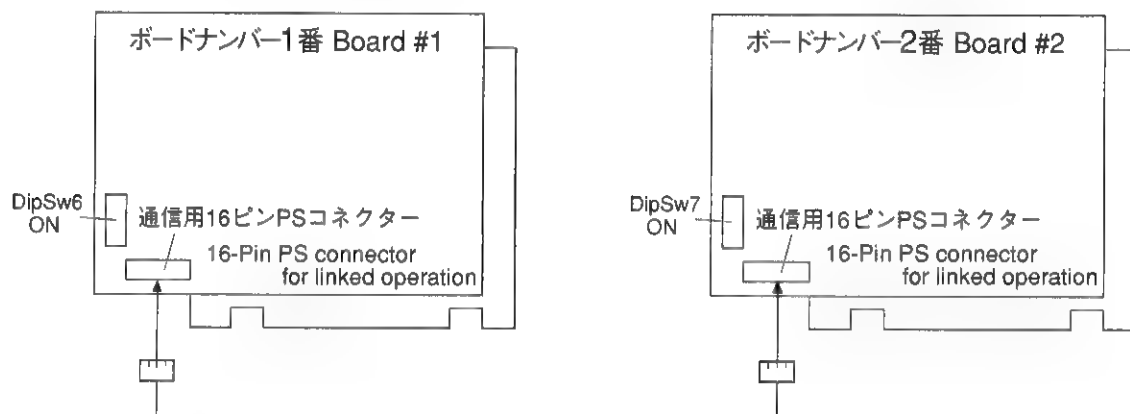 ボードナンバー1番 Board #1
DipSw6
ON
通信用16ピンPSコネクター
16-Pin PS connector
for linked operation
ボードナンバー2番 Board #2
DipSw7
ON
通信用16ピンPSコネクター
16-Pin PS connector
for linked operation